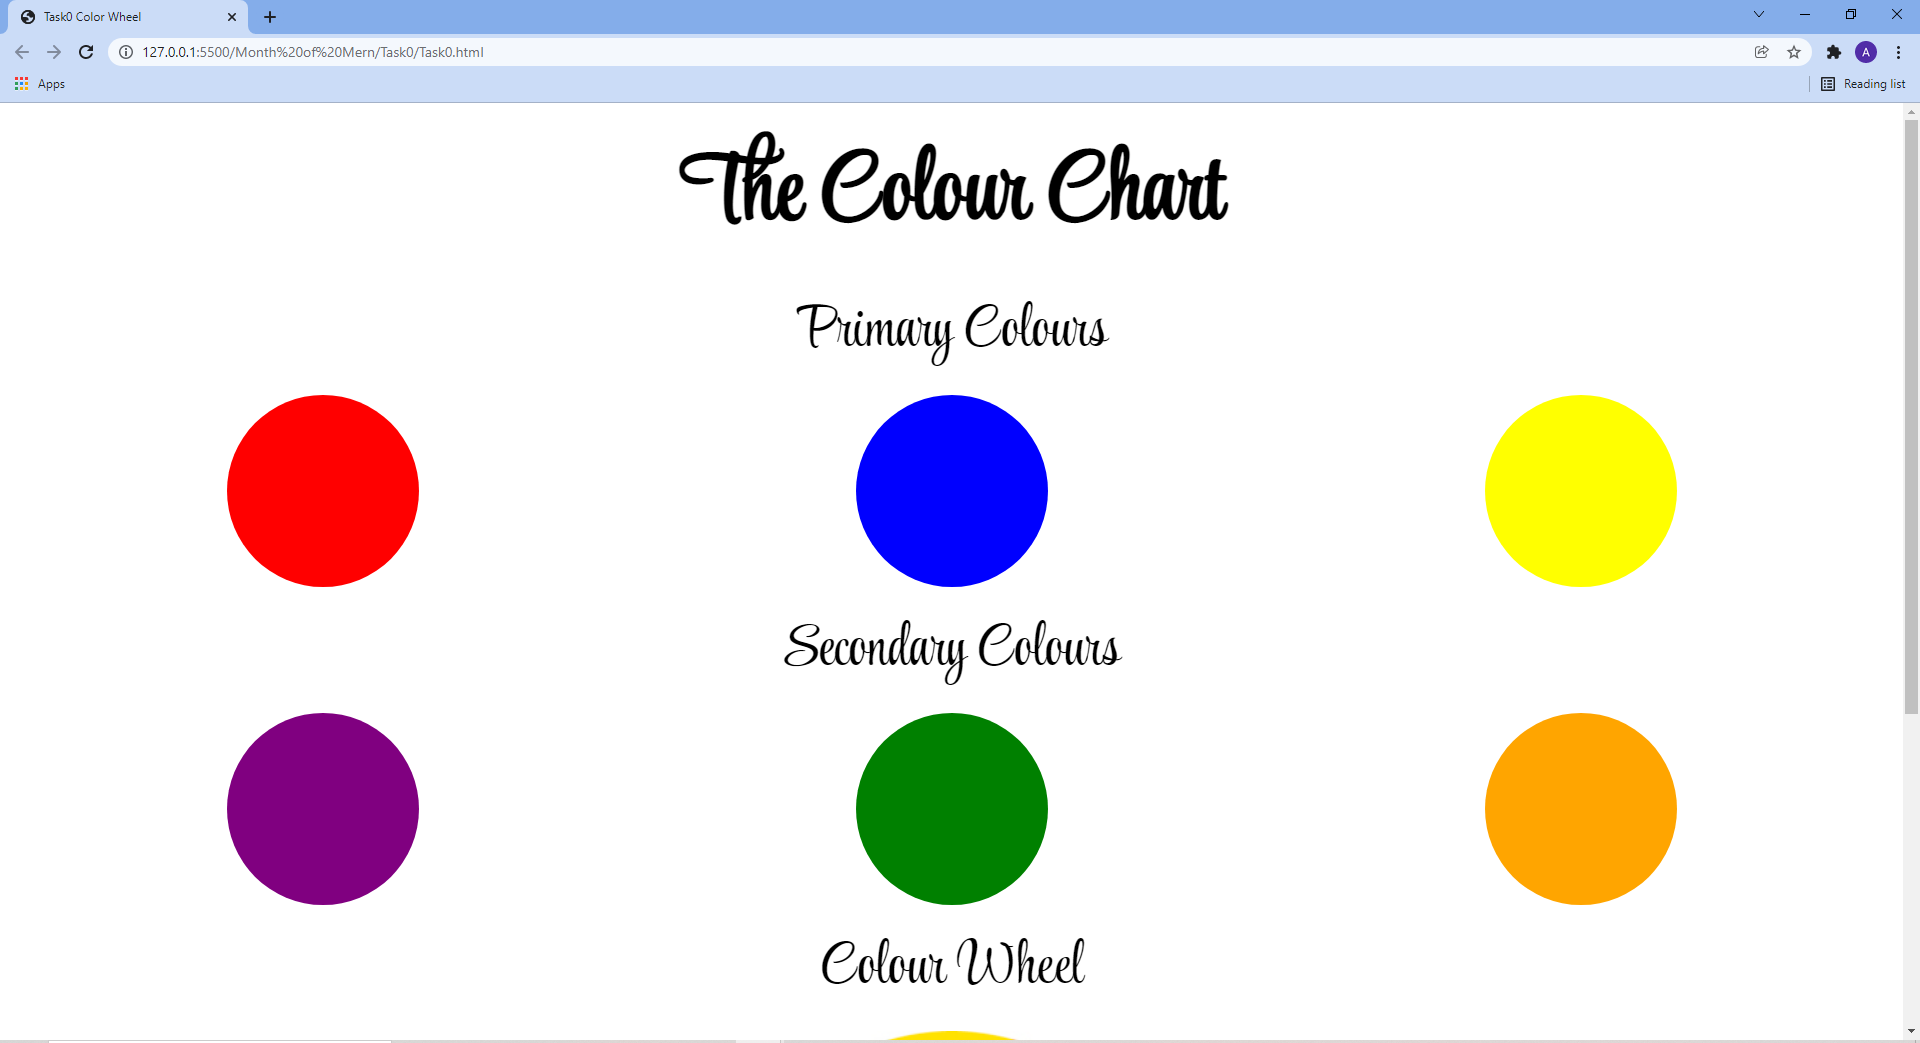 Task0 Color Wheel
127.0.0.1:5500/Month%20of%20Mern/Task0/Task0.html
A
Apps
Reading list
The Colour Chart
Primary Colours
Secondary Colours
Colour Wheel